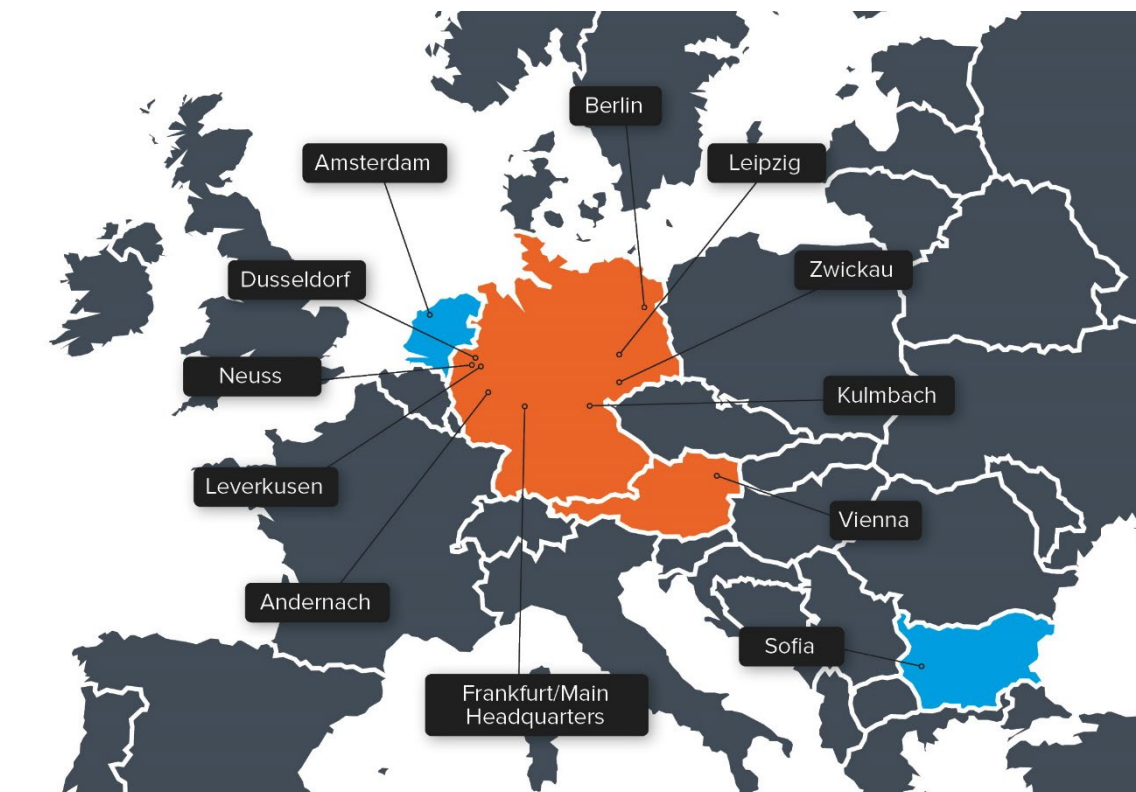 Berlin
Amsterdam
Leipzig
Dusseldorf
Zwickau
Neuss
Kulmbach
Leverkusen
Vienna
Andernach
Sofia
Frankfurt/Main
Headquarters